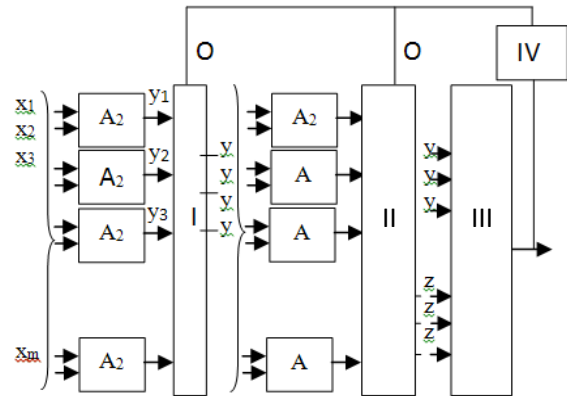 O O IV
x1 A2 y1 y A2
x2
x3 A2 y2 y A y
y
y
A2 y3 I y A II y III
z
z
xm A2 A z